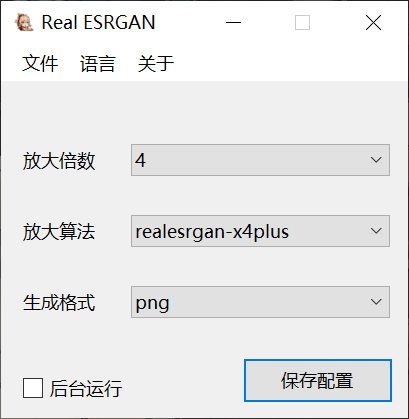 Real ESRGAN
文件 语言 关于
放大倍数 4
放大算法 realesrgan-x4plus
生成格式 png
后台运行 保存配置